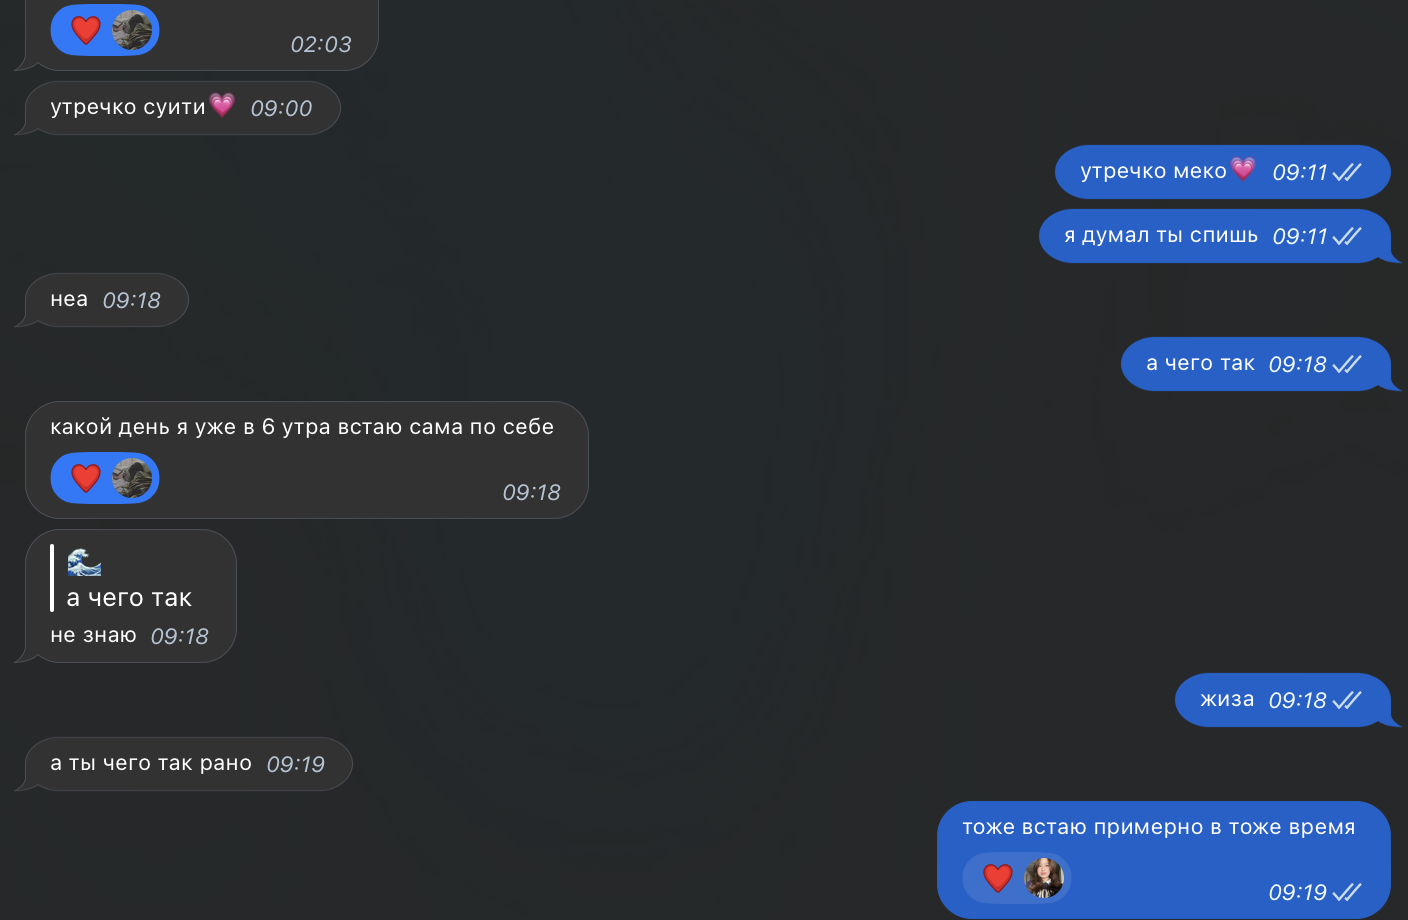 02:03
утречко суити💗 09:00
утречко меко💗 09:11
я думал ты спишь 09:11
неа 09:18
а чего так 09:18
какой день я уже в 6 утра встаю сама по себе
09:18
🌊
а чего так
не знаю 09:18
жиза 09:18
а ты чего так рано 09:19
тоже встаю примерно в тоже время
09:19